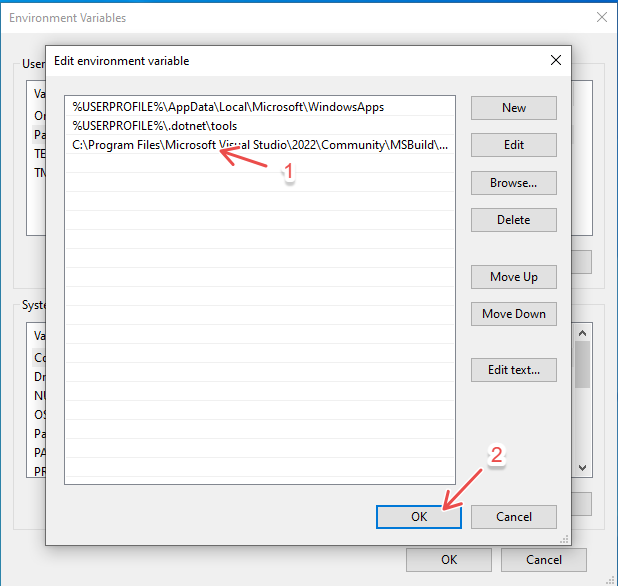 Environment Variables
User
Edit environment variable
Va
On
Pa
TE
TM
%USERPROFILE%\AppData\Local\Microsoft\WindowsApps
%USERPROFILE%\.dotnet\tools
C:\Program Files\Microsoft Visual Studio\2022\Community\MSBuild\...
1
New
Edit
Browse...
Delete
Move Up
Move Down
Edit text...
Syste
Va
Co
Dr
NU
OS
Pa
PA
PR
2
OK
Cancel
OK
Cancel